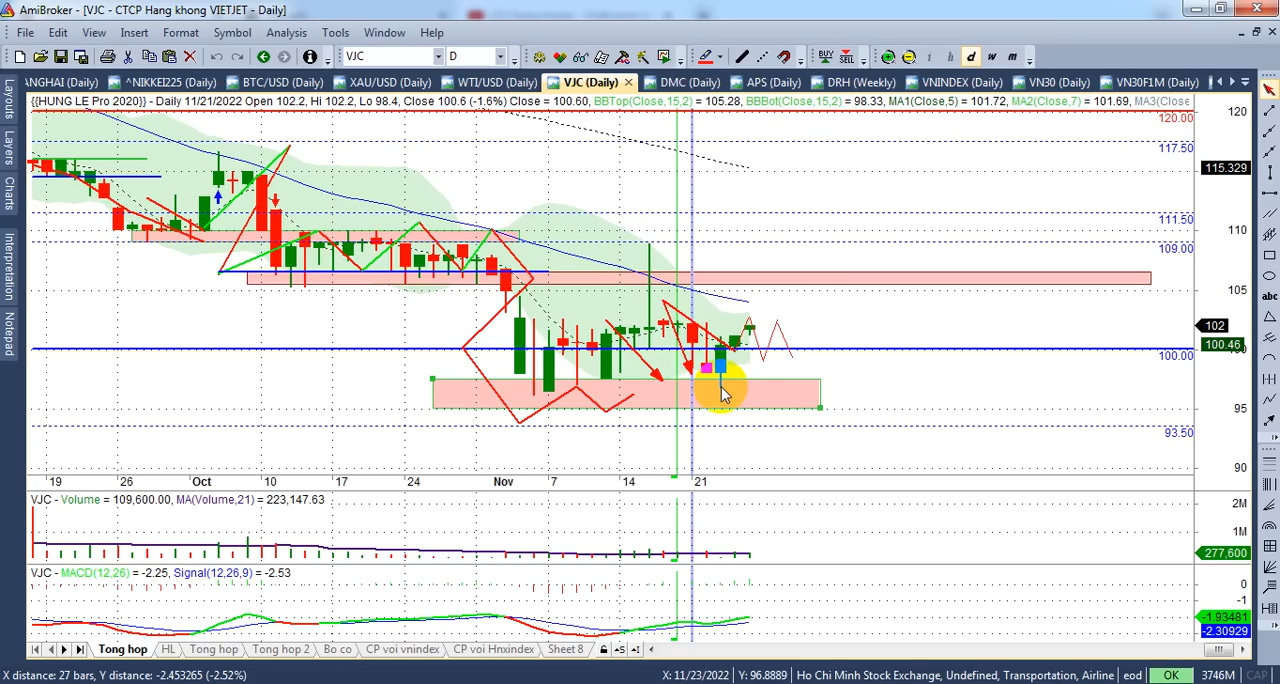 AmiBroker - [VJC - CTCP Hang khong VIETJET - Daily]
File Edit View Insert Format Symbol Analysis Tools Window Help
VJC D BUY SELL i h d w m
NGHAI (Daily) ^NIKKEI225 (Daily) BTC/USD (Daily) XAU/USD (Daily) WTI/USD (Daily) VJC (Daily) DMC (Daily) APS (Daily) DRH (Weekly) VNINDEX (Daily) VN30 (Daily) VN30F1M (Daily)
{{HUNG LE Pro 2020}} - Daily 11/21/2022 Open 102.2, Hi 102.2, Lo 98.4, Close 100.6 (-1.6%) Close = 100.60, BBTop(Close,15,2) = 105.28, BBBot(Close,15,2) = 98.33, MA1(Close,5) = 101.72, MA2(Close,7) = 101.69, MA3(Close
Layouts
Layers
Charts
Interpretation
Notepad
abc
120
120.00
117.50
115.329
111.50
110
109.00
105
102
100.46
100.00
95
93.50
90
19 26 Oct 10 17 24 Nov 7 14 21
VJC - Volume = 109,600.00, MA(Volume,21) = 223,147.63
2M
1M
277,600
VJC - MACD(12,26) = -2.25, Signal(12,26,9) = -2.53
0
-1
-1.93481
-2.30929
Tong hop HL Tong hop Tong hop 2 Bo co CP voi vnindex CP voi Hnxindex Sheet 8
X distance: 27 bars, Y distance: -2.453265 (-2.52%) X: 11/23/2022 Y: 96.8889 Ho Chi Minh Stock Exchange, Undefined, Transportation, Airline eod OK 3746M CAP